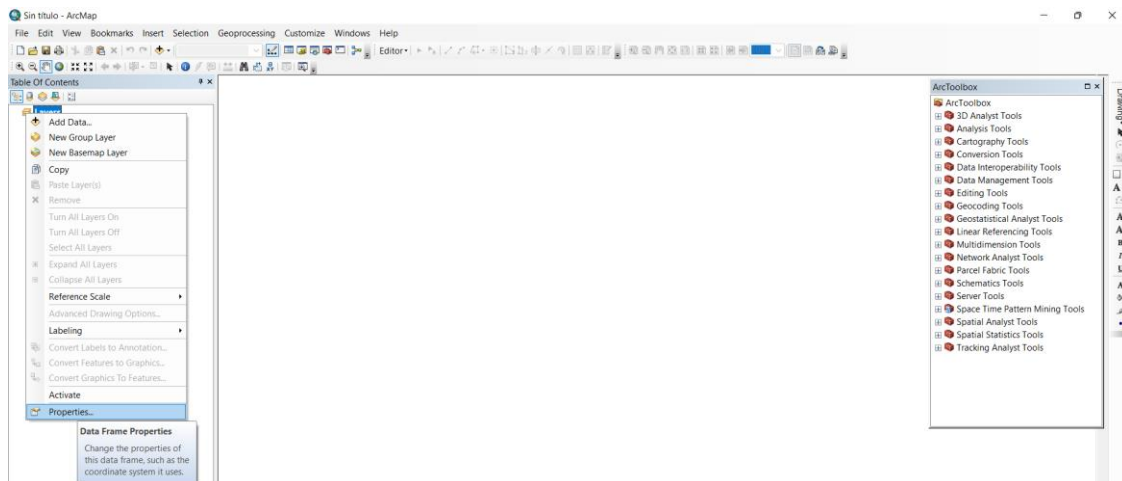 Sin título - ArcMap
File Edit View Bookmarks Insert Selection Geoprocessing Customize Windows Help
Editor
Table Of Contents
Layers
Add Data...
New Group Layer
New Basemap Layer
Copy
Paste Layer(s)
Remove
Turn All Layers On
Turn All Layers Off
Select All Layers
Expand All Layers
Collapse All Layers
Reference Scale
Advanced Drawing Options...
Labeling
Convert Labels to Annotation...
Convert Features to Graphics...
Convert Graphics To Features...
Activate
Properties...
Data Frame Properties
Change the properties of
this data frame, such as the
coordinate system it uses.
ArcToolbox
ArcToolbox
3D Analyst Tools
Analysis Tools
Cartography Tools
Conversion Tools
Data Interoperability Tools
Data Management Tools
Editing Tools
Geocoding Tools
Geostatistical Analyst Tools
Linear Referencing Tools
Multidimension Tools
Network Analyst Tools
Parcel Fabric Tools
Schematics Tools
Server Tools
Space Time Pattern Mining Tools
Spatial Analyst Tools
Spatial Statistics Tools
Tracking Analyst Tools
Drawing